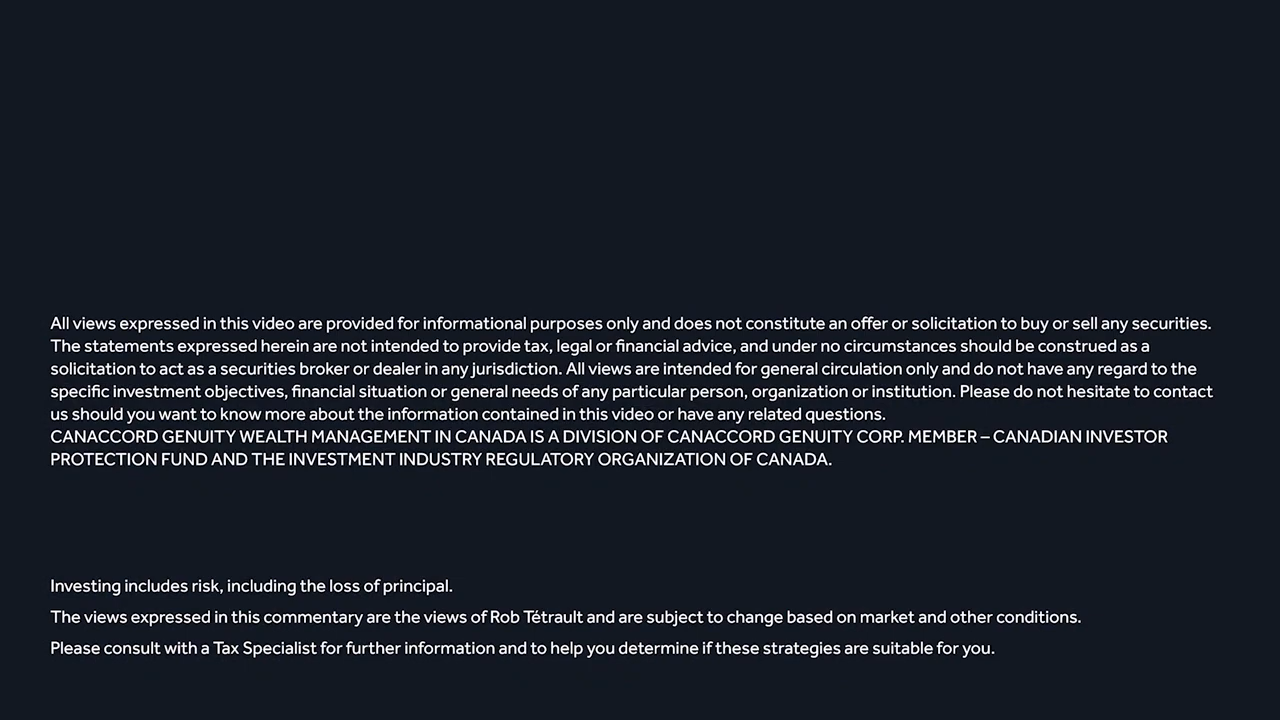 All views expressed in this video are provided for informational purposes only and does not constitute an offer or solicitation to buy or sell any securities.
The statements expressed herein are not intended to provide tax, legal or financial advice, and under no circumstances should be construed as a
solicitation to act as a securities broker or dealer in any jurisdiction. All views are intended for general circulation only and do not have any regard to the
specific investment objectives, financial situation or general needs of any particular person, organization or institution. Please do not hesitate to contact
us should you want to know more about the information contained in this video or have any related questions.
CANACCORD GENUITY WEALTH MANAGEMENT IN CANADA IS A DIVISION OF CANACCORD GENUITY CORP. MEMBER – CANADIAN INVESTOR
PROTECTION FUND AND THE INVESTMENT INDUSTRY REGULATORY ORGANIZATION OF CANADA.
Investing includes risk, including the loss of principal.
The views expressed in this commentary are the views of Rob Tétrault and are subject to change based on market and other conditions.
Please consult with a Tax Specialist for further information and to help you determine if these strategies are suitable for you.